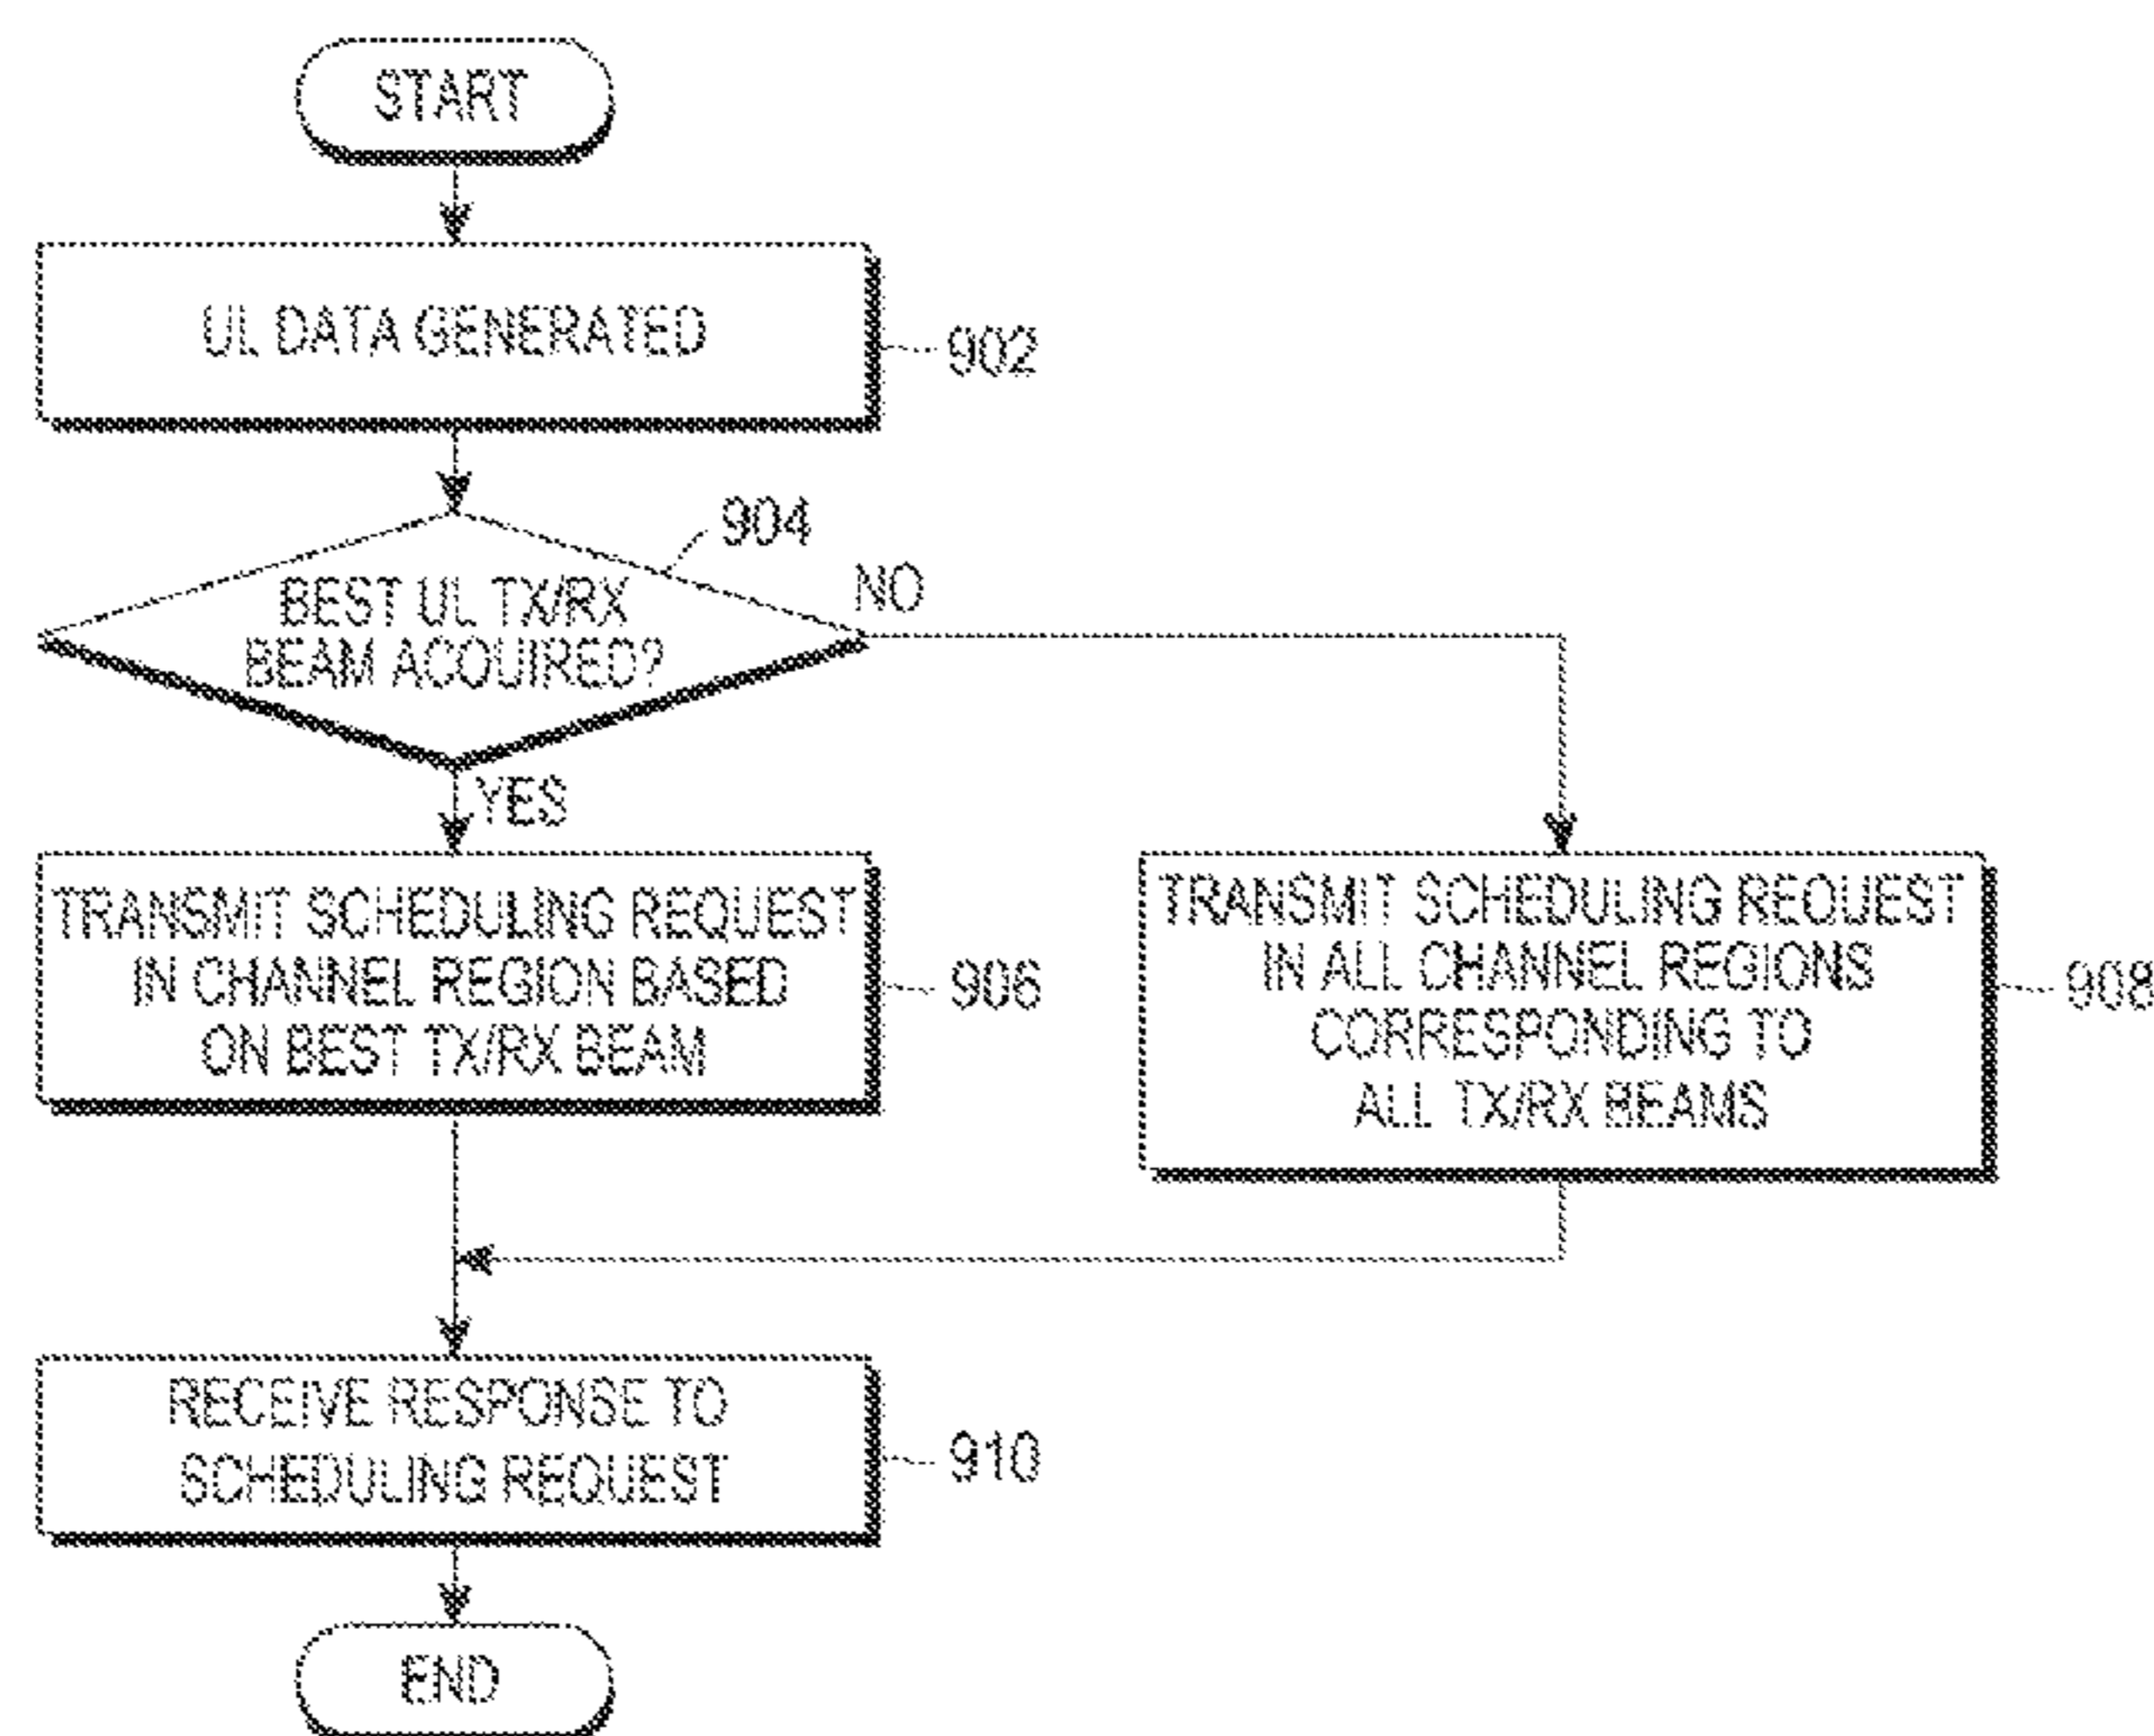 START
UL DATA GENERATED
902
904
BEST UL TX/RX
BEAM ACQUIRED?
NO
YES
TRANSMIT SCHEDULING REQUEST
IN CHANNEL REGION BASED
ON BEST TX/RX BEAM
906
TRANSMIT SCHEDULING REQUEST
IN ALL CHANNEL REGIONS
CORRESPONDING TO
ALL TX/RX BEAMS
908
RECEIVE RESPONSE TO
SCHEDULING REQUEST
910
END